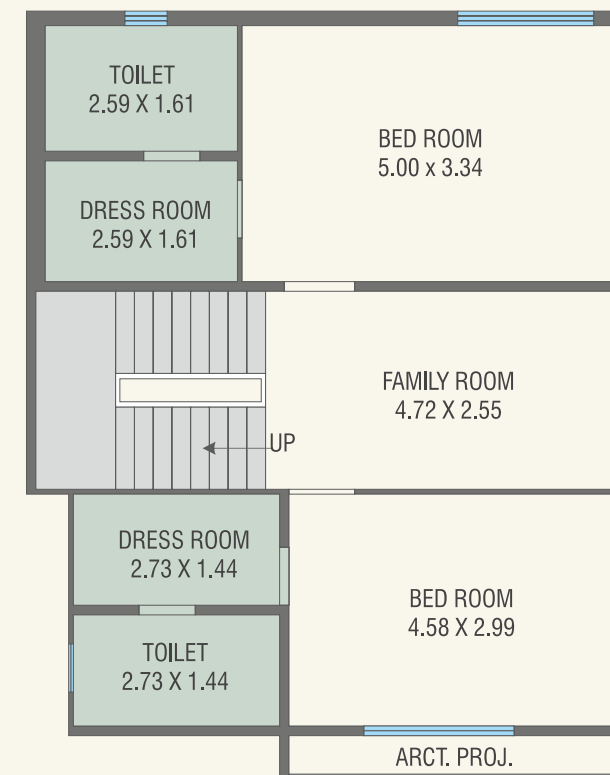 TOILET
2.59 X 1.61
BED ROOM
5.00 x 3.34
DRESS ROOM
2.59 X 1.61
FAMILY ROOM
4.72 X 2.55
UP
DRESS ROOM
2.73 X 1.44
BED ROOM
4.58 X 2.99
TOILET
2.73 X 1.44
ARCT. PROJ.